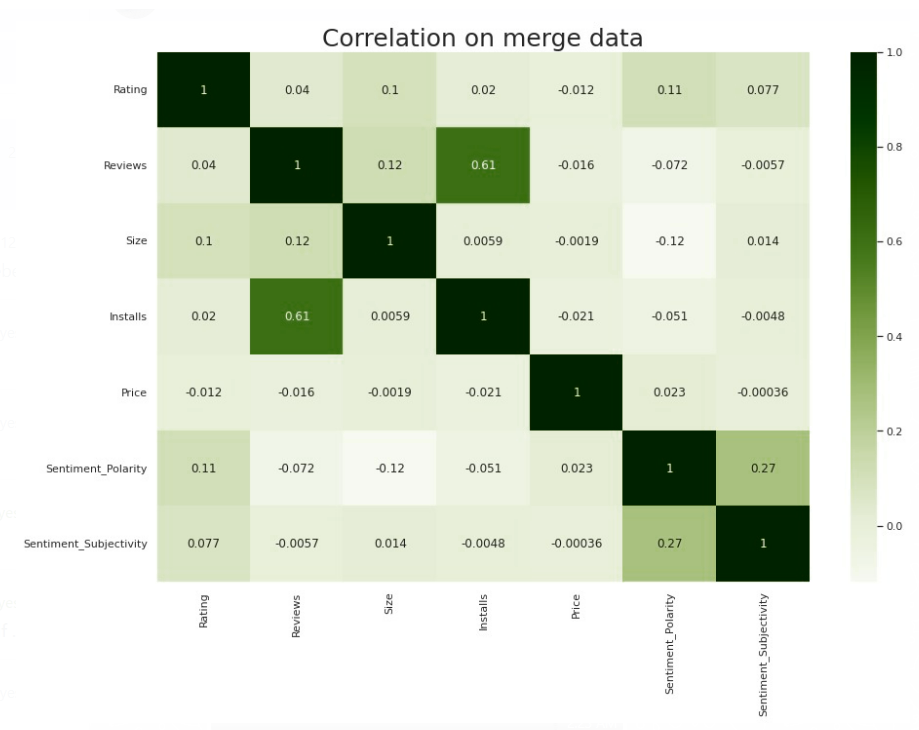 Correlation on merge data
Rating 1 0.04 0.1 0.02 -0.012 0.11 0.077
Reviews 0.04 1 0.12 0.61 -0.016 -0.072 -0.0057
Size 0.1 0.12 1 0.0059 -0.0019 -0.12 0.014
Installs 0.02 0.61 0.0059 1 -0.021 -0.051 -0.0048
Price -0.012 -0.016 -0.0019 -0.021 1 0.023 -0.00036
Sentiment_Polarity 0.11 -0.072 -0.12 -0.051 0.023 1 0.27
Sentiment_Subjectivity 0.077 -0.0057 0.014 -0.0048 -0.00036 0.27 1
Rating Reviews Size Installs Price Sentiment_Polarity Sentiment_Subjectivity
1.0
0.8
0.6
0.4
0.2
0.0